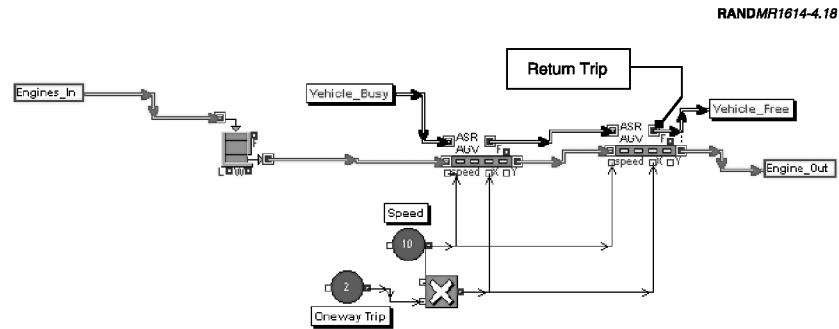 RANDMR1614-4.18
Return Trip
Engines_In
Vehicle_Busy
Vehicle_Free
ASR
AGV
F
ASR
AGV
F
F
L W
speed X Y
speed X Y
Engine_Out
Speed
10
2
Oneway Trip